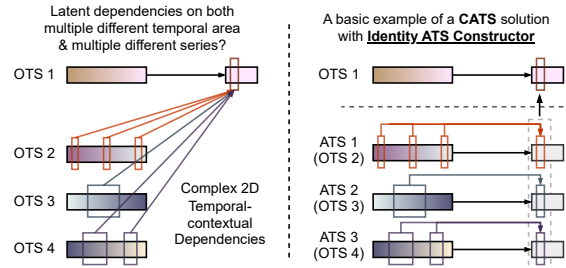 Latent dependencies on both
multiple different temporal area
& multiple different series?
OTS 1
OTS 2
OTS 3
OTS 4
Complex 2D
Temporal-
contextual
Dependencies
A basic example of a CATS solution
with Identity ATS Constructor
OTS 1
ATS 1
(OTS 2)
ATS 2
(OTS 3)
ATS 3
(OTS 4)